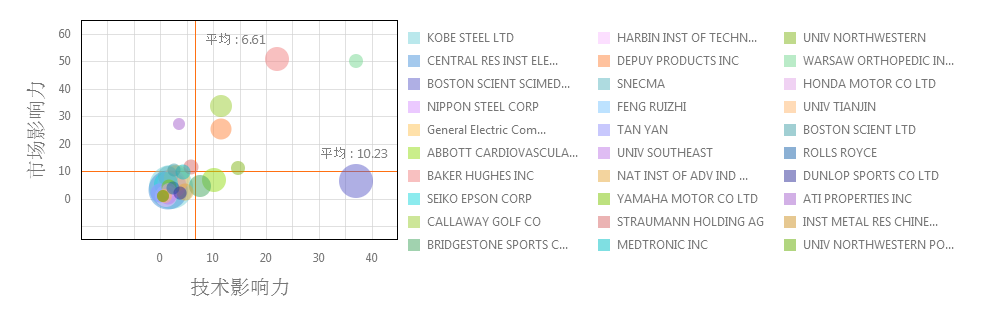 60
平均 : 6.61
50
40
30
20
平均 : 10.23
10
0
市场影响力
0
10
20
30
40
技术影响力
KOBE STEEL LTD
CENTRAL RES INST ELE...
BOSTON SCIENT SCIMED...
NIPPON STEEL CORP
General Electric Com...
ABBOTT CARDIOVASCULA...
BAKER HUGHES INC
SEIKO EPSON CORP
CALLAWAY GOLF CO
BRIDGESTONE SPORTS C...
HARBIN INST OF TECHN...
DEPUY PRODUCTS INC
SNECMA
FENG RUIZHI
TAN YAN
UNIV SOUTHEAST
NAT INST OF ADV IND ...
YAMAHA MOTOR CO LTD
STRAUMANN HOLDING AG
MEDTRONIC INC
UNIV NORTHWESTERN
WARSAW ORTHOPEDIC IN...
HONDA MOTOR CO LTD
UNIV TIANJIN
BOSTON SCIENT LTD
ROLLS ROYCE
DUNLOP SPORTS CO LTD
ATI PROPERTIES INC
INST METAL RES CHINE...
UNIV NORTHWESTERN PO...